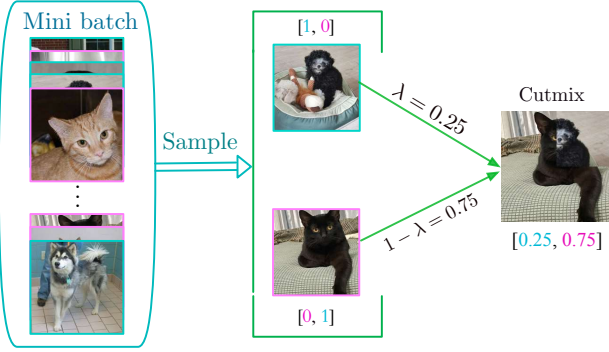 Mini batch
Sample
[1, 0]
λ = 0.25
1 − λ = 0.75
[0, 1]
Cutmix
[0.25, 0.75]